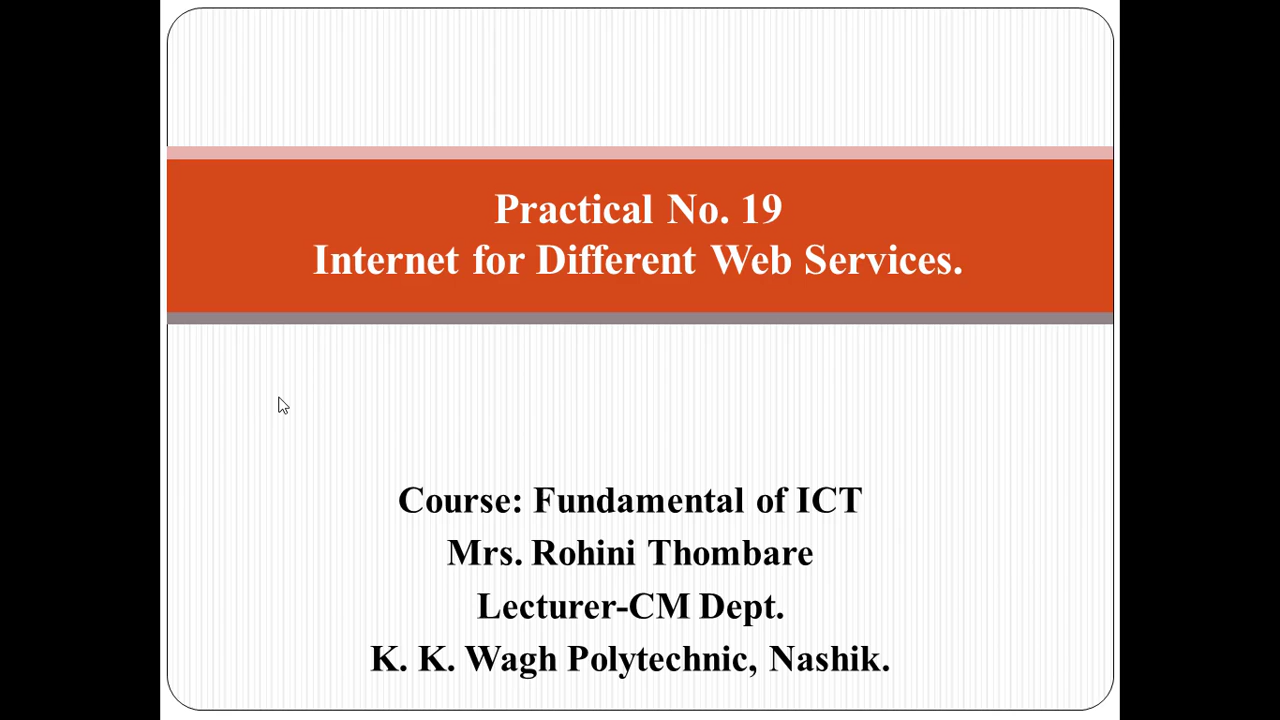 Practical No. 19
Internet for Different Web Services.
Course: Fundamental of ICT
Mrs. Rohini Thombare
Lecturer-CM Dept.
K. K. Wagh Polytechnic, Nashik.